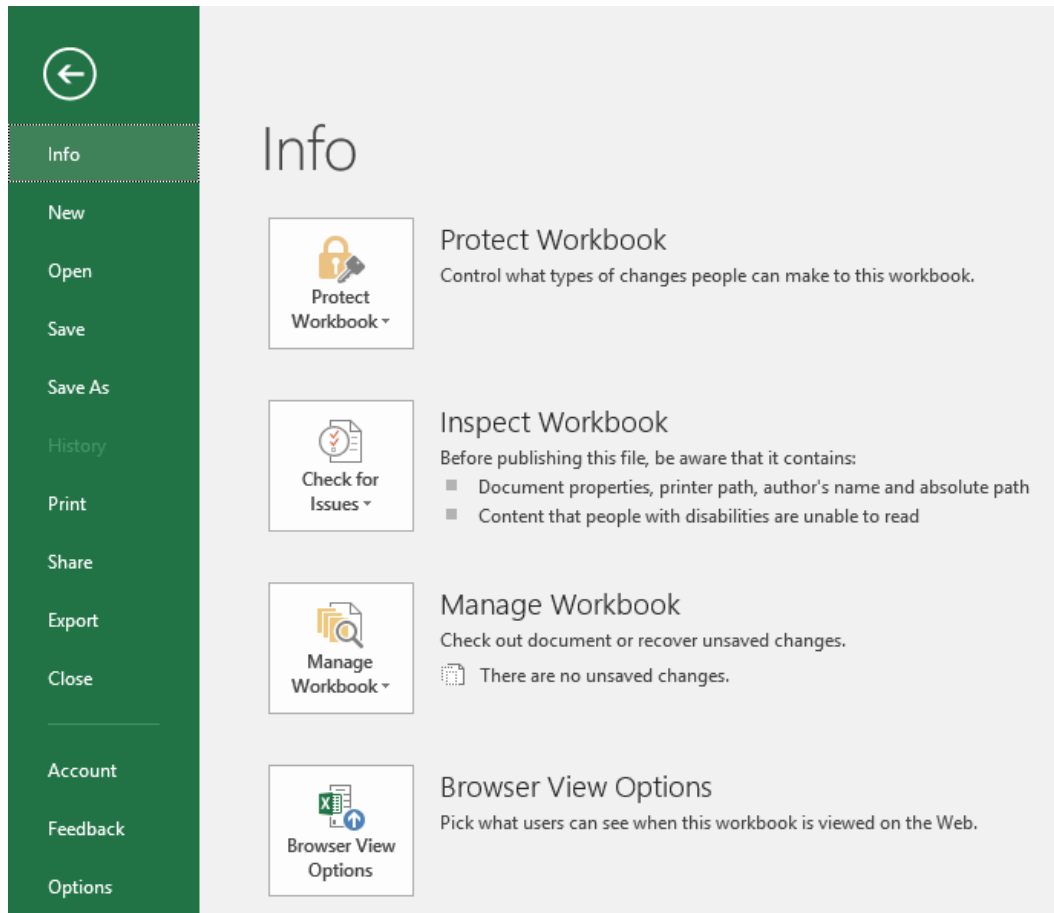 Info
New
Open
Save
Save As
History
Print
Share
Export
Close
Account
Feedback
Options
Info
Protect
Workbook
Protect Workbook
Control what types of changes people can make to this workbook.
Check for
Issues
Inspect Workbook
Before publishing this file, be aware that it contains:
Document properties, printer path, author's name and absolute path
Content that people with disabilities are unable to read
Manage
Workbook
Manage Workbook
Check out document or recover unsaved changes.
There are no unsaved changes.
Browser View
Options
Browser View Options
Pick what users can see when this workbook is viewed on the Web.